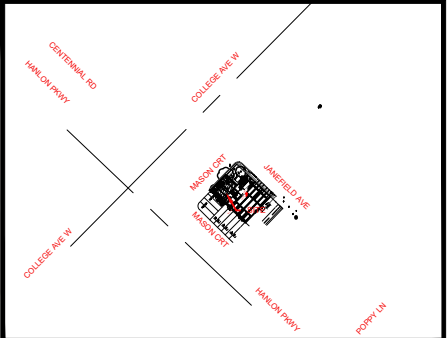 CENTENNIAL RD
HANLON PKWY
COLLEGE AVE W
MASON CRT
JANEFIELD AVE
MASON CRT
COLLEGE AVE W
HANLON PKWY
POPPY LN